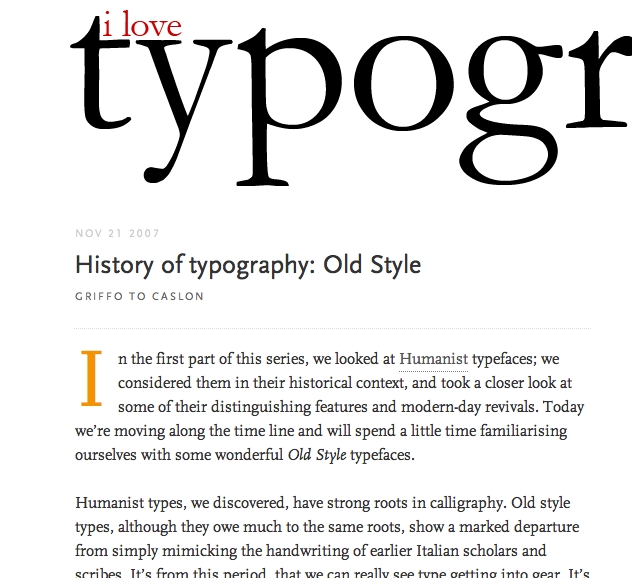 i love
typogr
NOV 21 2007
History of typography: Old Style
GRIFFO TO CASLON
In the first part of this series, we looked at Humanist typefaces; we
considered them in their historical context, and took a closer look at
some of their distinguishing features and modern-day revivals. Today
we’re moving along the time line and will spend a little time familiarising
ourselves with some wonderful Old Style typefaces.
Humanist types, we discovered, have strong roots in calligraphy. Old style
types, although they owe much to the same roots, show a marked departure
from simply mimicking the handwriting of earlier Italian scholars and
scribes. It’s from this period, that we can really see type getting into gear. It’s